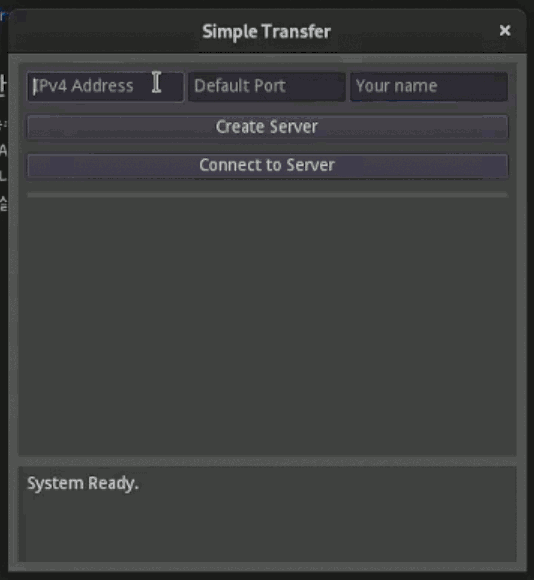 Simple Transfer
IPv4 Address Default Port Your name
Create Server
Connect to Server
System Ready.